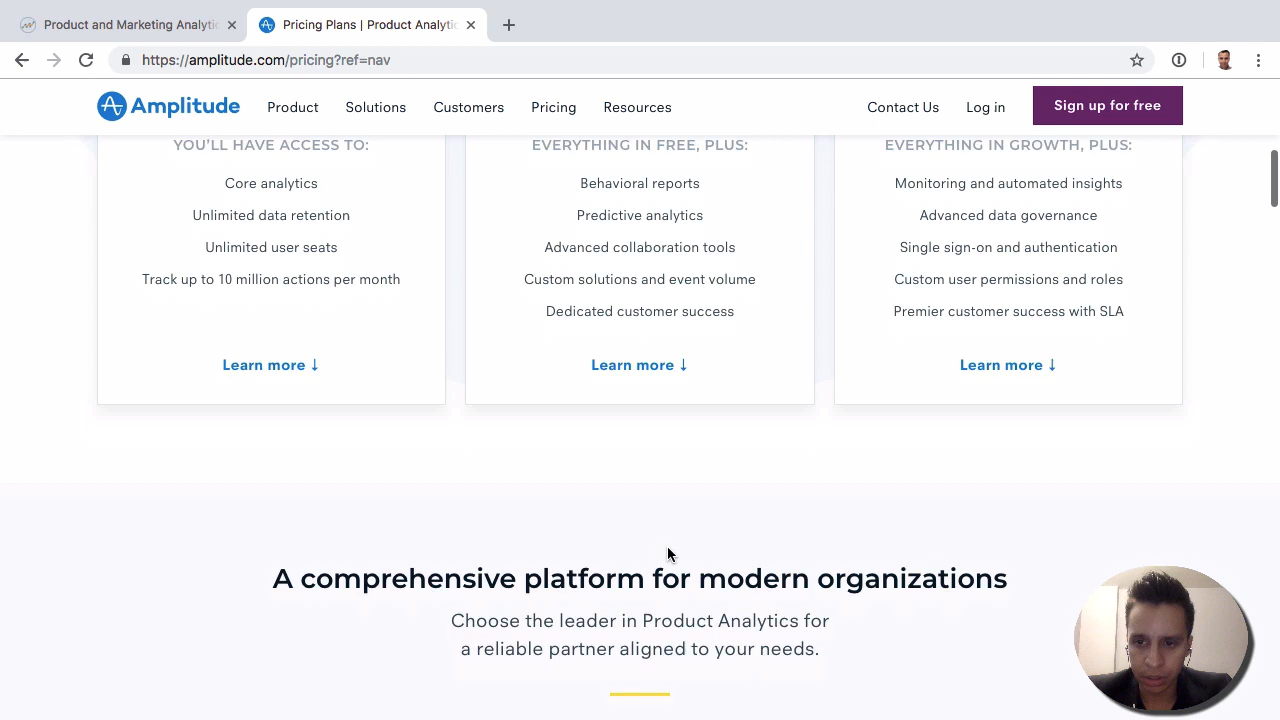 Product and Marketing Analytic
Pricing Plans | Product Analytic
https://amplitude.com/pricing?ref=nav
Amplitude
Product
Solutions
Customers
Pricing
Resources
Contact Us
Log in
Sign up for free
YOU'LL HAVE ACCESS TO:
Core analytics
Unlimited data retention
Unlimited user seats
Track up to 10 million actions per month
Learn more ↓
EVERYTHING IN FREE, PLUS:
Behavioral reports
Predictive analytics
Advanced collaboration tools
Custom solutions and event volume
Dedicated customer success
Learn more ↓
EVERYTHING IN GROWTH, PLUS:
Monitoring and automated insights
Advanced data governance
Single sign-on and authentication
Custom user permissions and roles
Premier customer success with SLA
Learn more ↓
A comprehensive platform for modern organizations
Choose the leader in Product Analytics for
a reliable partner aligned to your needs.